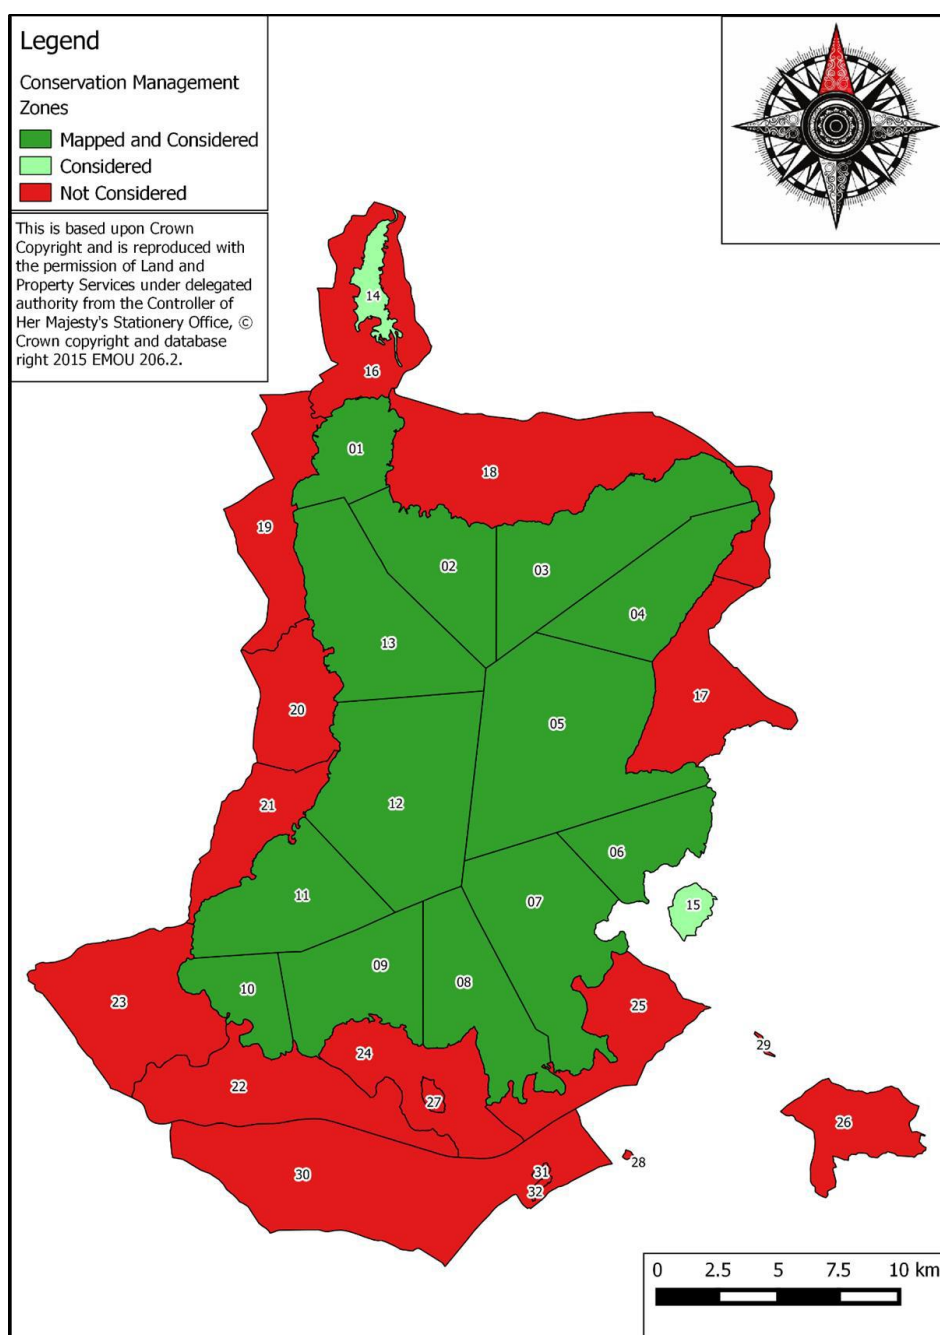 Legend
Conservation Management
Zones
Mapped and Considered
Considered
Not Considered
This is based upon Crown
Copyright and is reproduced with
the permission of Land and
Property Services under delegated
authority from the Controller of
Her Majesty's Stationery Office, ©
Crown copyright and database
right 2015 EMOU 206.2.
14
16
01
18
19
02
03
04
13
17
20
05
12
21
06
11
07
15
09
08
10
23
25
24
29
22
27
26
28
30
31
32
0 2.5 5 7.5 10 km